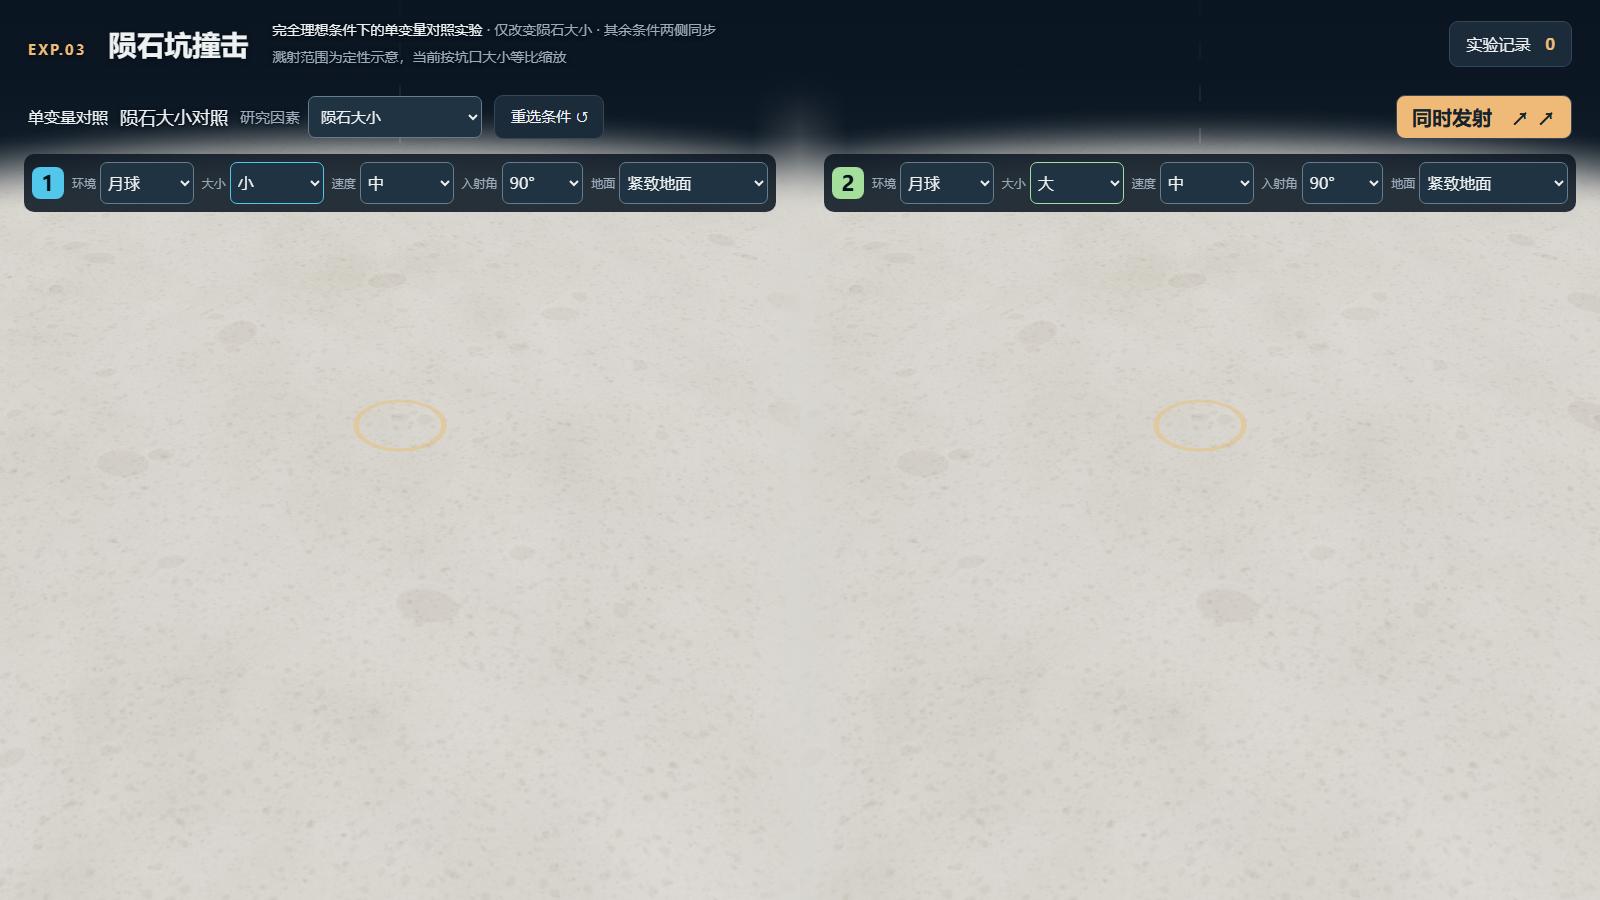 EXP.03 陨石坑撞击
完全理想条件下的单变量对照实验 · 仅改变陨石大小 · 其余条件两侧同步
溅射范围为定性示意，当前按坑口大小等比缩放
实验记录 0
单变量对照 陨石大小对照 研究因素 陨石大小 重选条件 ↺
同时发射 ↗ ↗
1 环境 月球 大小 小 速度 中 入射角 90° 地面 紧致地面
2 环境 月球 大小 大 速度 中 入射角 90° 地面 紧致地面